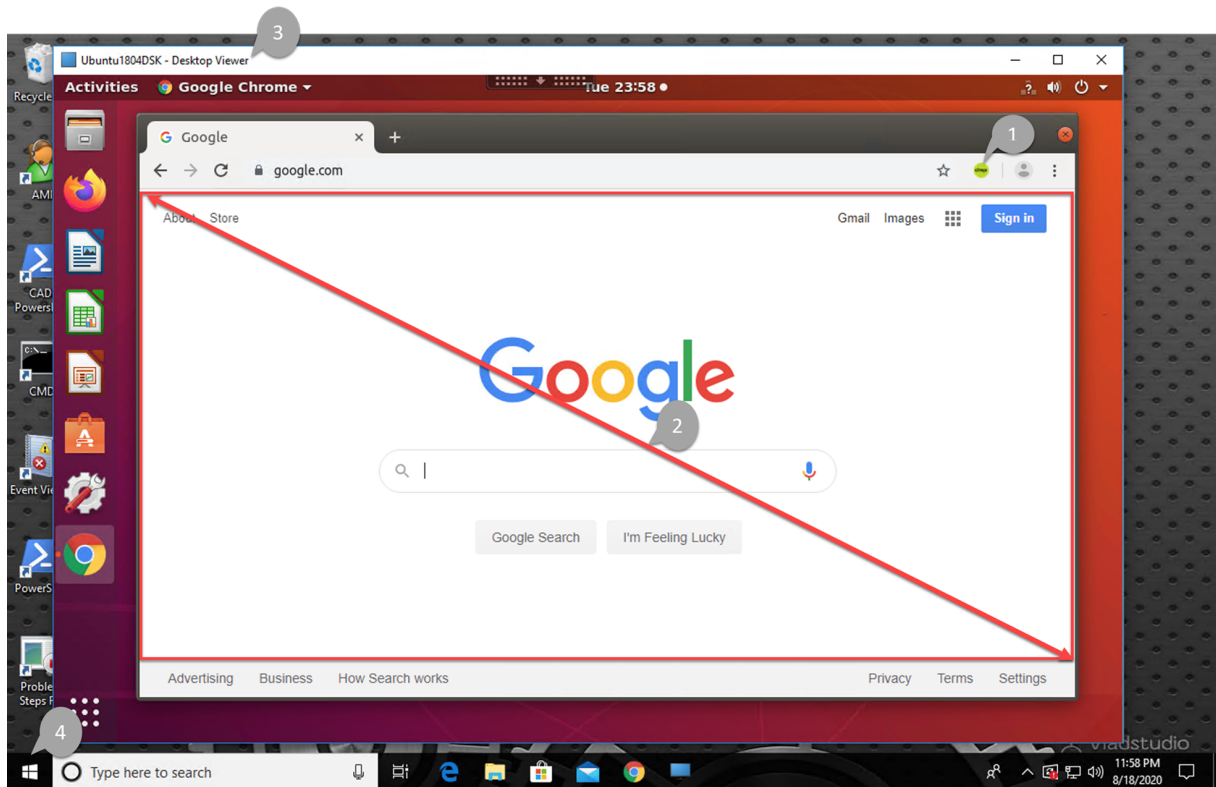 3
Ubuntu1804DSK - Desktop Viewer
Recycle
Activities Google Chrome Tue 23:58
1
Google
google.com
AMI
About Store Gmail Images Sign in
CAD
Powersl
Google
C:\_
CMD
2
Event Vie
Google Search I'm Feeling Lucky
PowerS
Advertising Business How Search works Privacy Terms Settings
Proble
Steps R
4
vladstudio
Type here to search
11:58 PM
8/18/2020